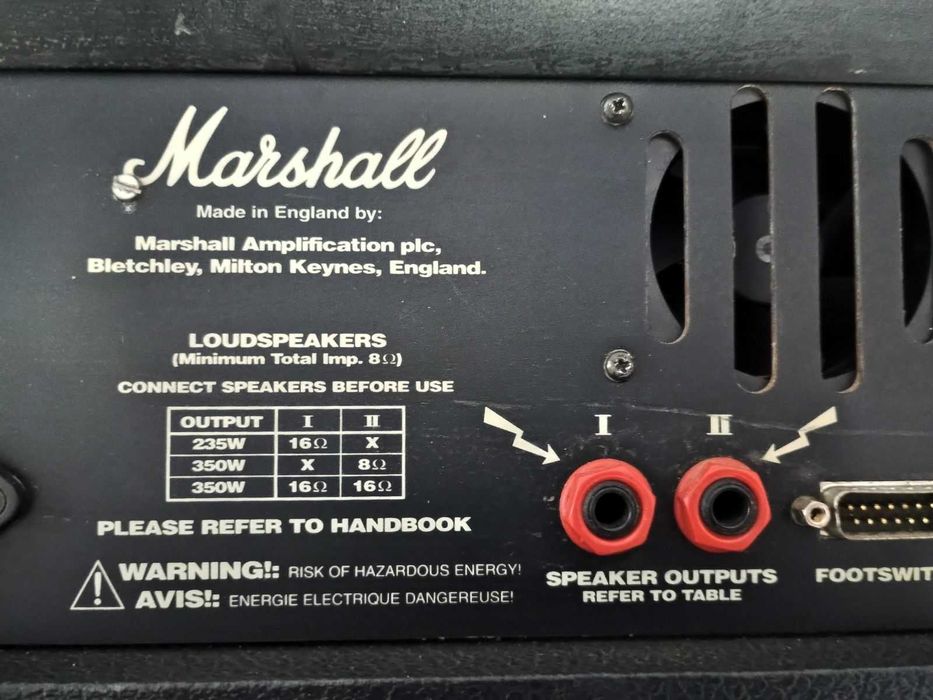 Marshall
Made in England by:
Marshall Amplification plc,
Bletchley, Milton Keynes, England.
LOUDSPEAKERS
(Minimum Total Imp. 8Ω)
CONNECT SPEAKERS BEFORE USE
OUTPUT I II
235W 16Ω X
350W X 8Ω
350W 16Ω 16Ω
PLEASE REFER TO HANDBOOK
WARNING!: RISK OF HAZARDOUS ENERGY!
AVIS!: ENERGIE ELECTRIQUE DANGEREUSE!
I II
SPEAKER OUTPUTS
REFER TO TABLE
FOOTSWIT